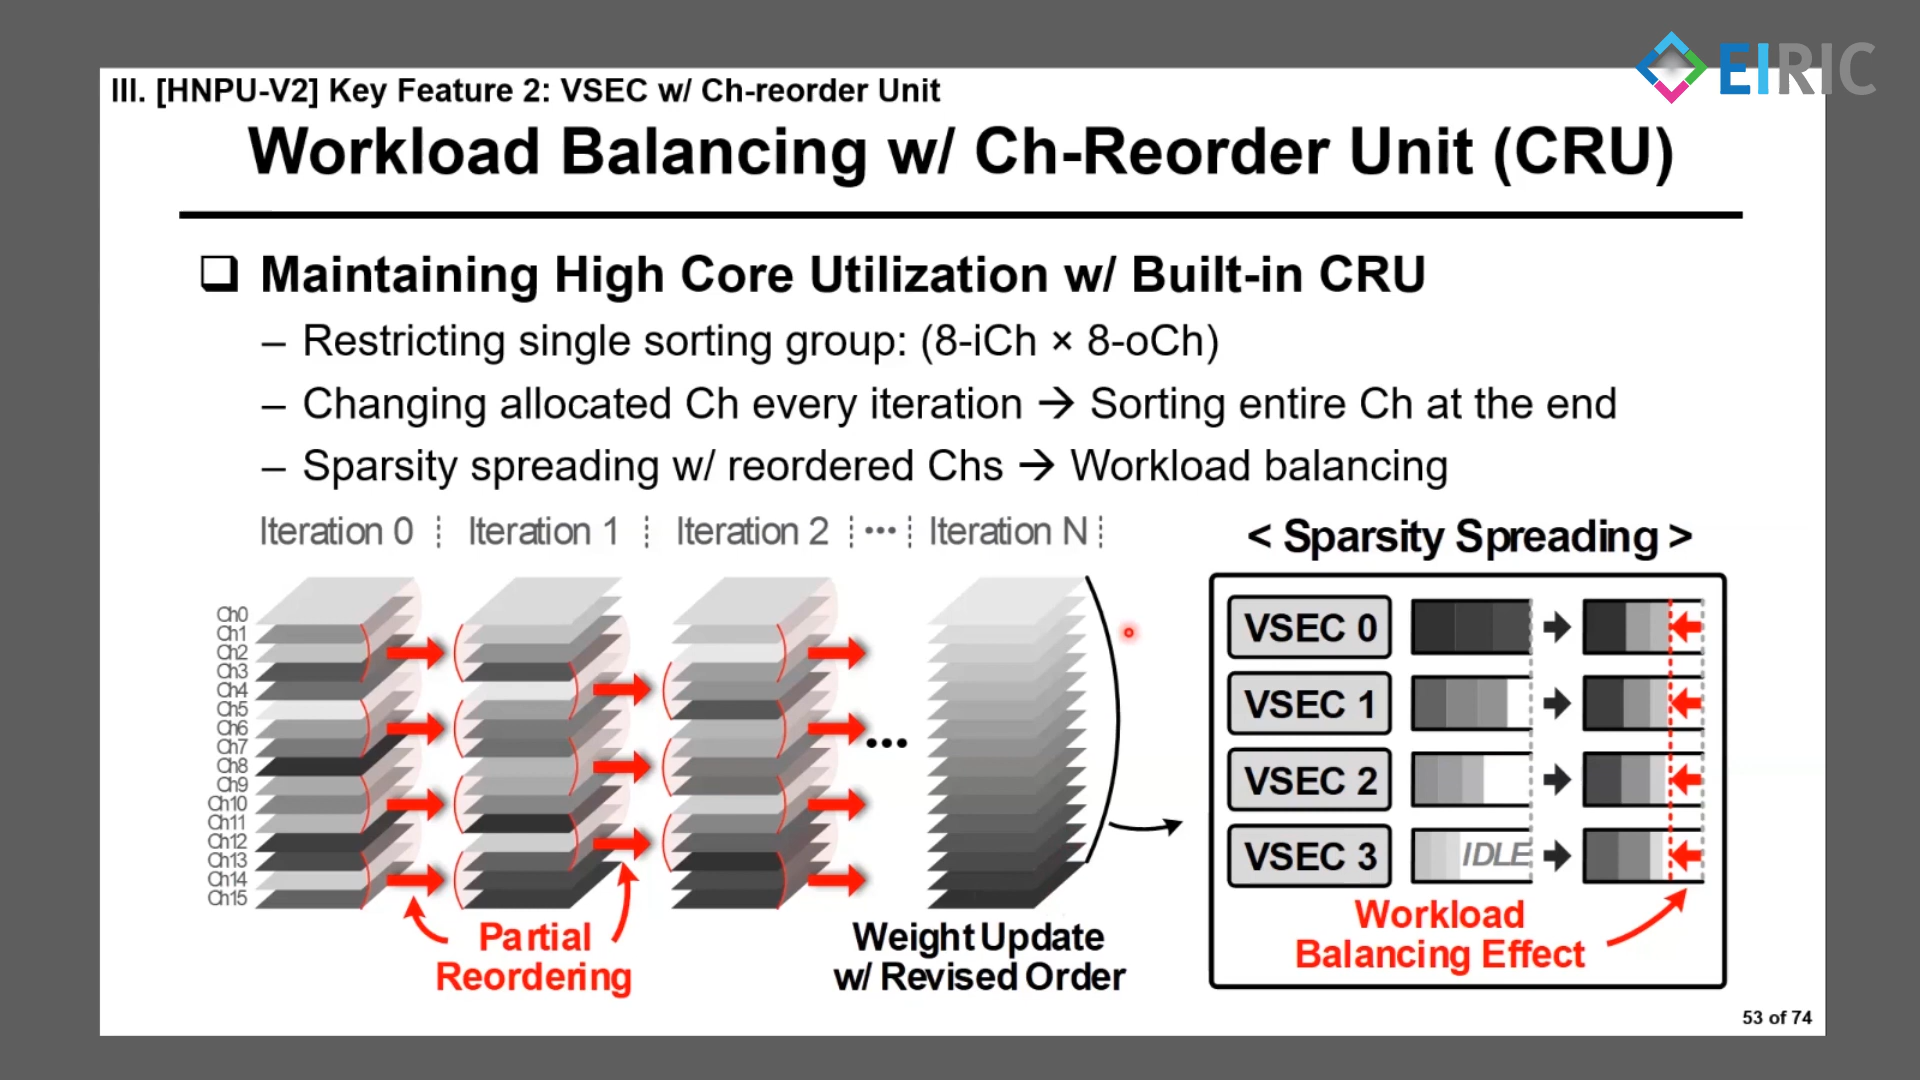 EIRIC
III. [HNPU-V2] Key Feature 2: VSEC w/ Ch-reorder Unit
Workload Balancing w/ Ch-Reorder Unit (CRU)
❑ Maintaining High Core Utilization w/ Built-in CRU
– Restricting single sorting group: (8-iCh × 8-oCh)
– Changing allocated Ch every iteration → Sorting entire Ch at the end
– Sparsity spreading w/ reordered Chs → Workload balancing
Iteration 0 Iteration 1 Iteration 2 ••• Iteration N
Ch0
Ch1
Ch2
Ch3
Ch4
Ch5
Ch6
Ch7
Ch8
Ch9
Ch10
Ch11
Ch12
Ch13
Ch14
Ch15
•••
Partial
Reordering
Weight Update
w/ Revised Order
< Sparsity Spreading >
VSEC 0
VSEC 1
VSEC 2
VSEC 3
IDLE
Workload
Balancing Effect
53 of 74